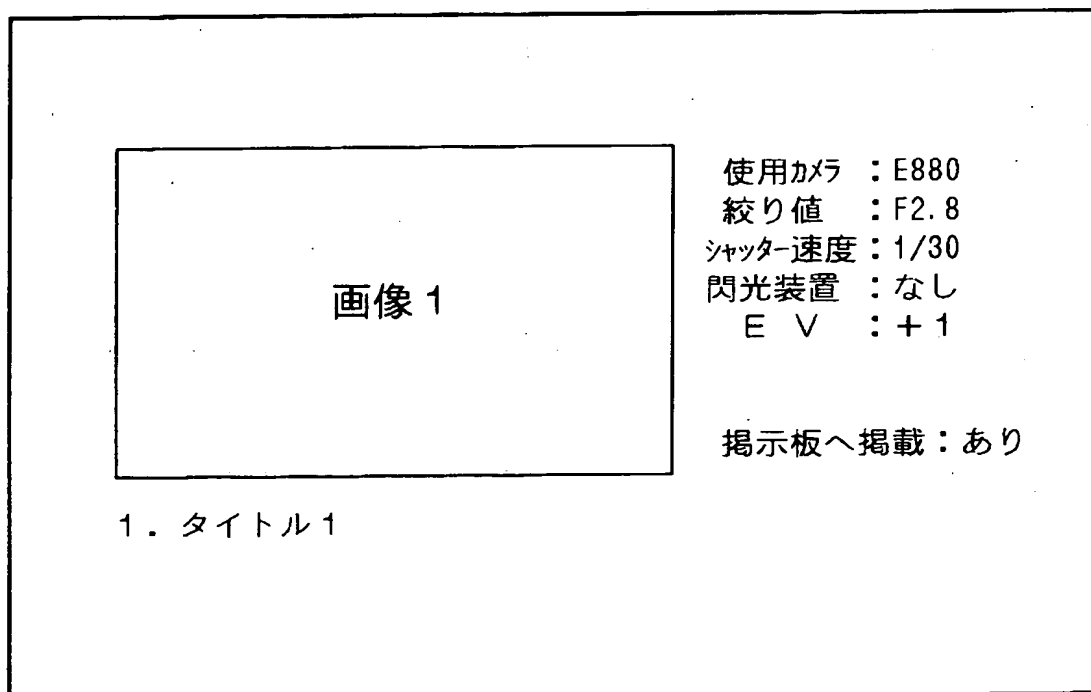 画像1
使用ｶﾒﾗ：E880
絞り値：F2.8
ｼｬｯﾀｰ速度：1/30
閃光装置：なし
ＥＶ：＋1
掲示板へ掲載：あり
1．タイトル1